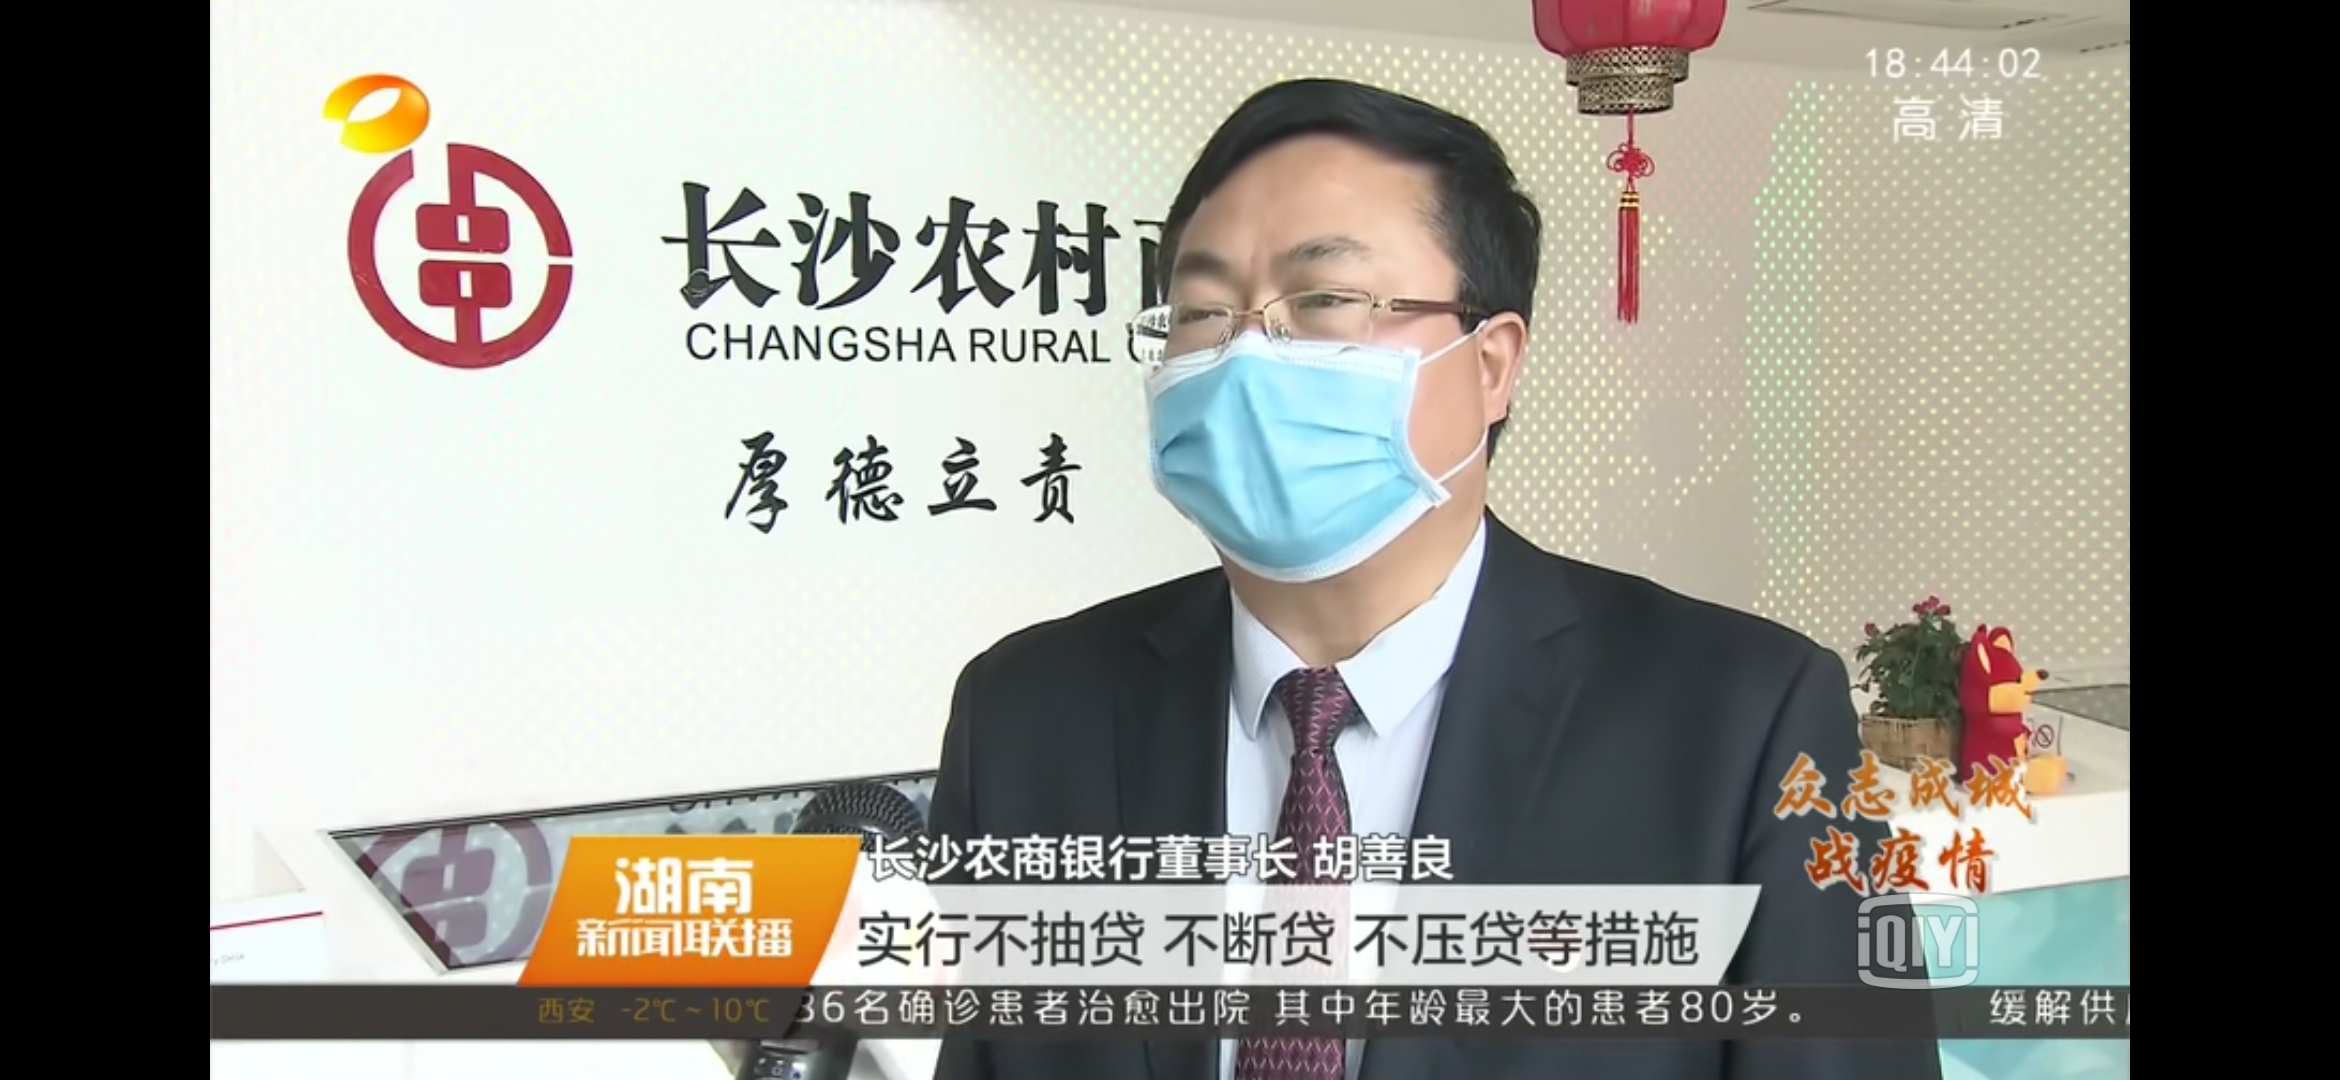 18:44:02
高清
长沙农村
CHANGSHA RURAL
厚德立责
众志成城
战疫情
iQIYI
长沙农商银行董事长 胡善良
湖南
新闻联播
实行不抽贷 不断贷 不压贷等措施
西安 -2℃~10℃
36名确诊患者治愈出院 其中年龄最大的患者80岁。
缓解供